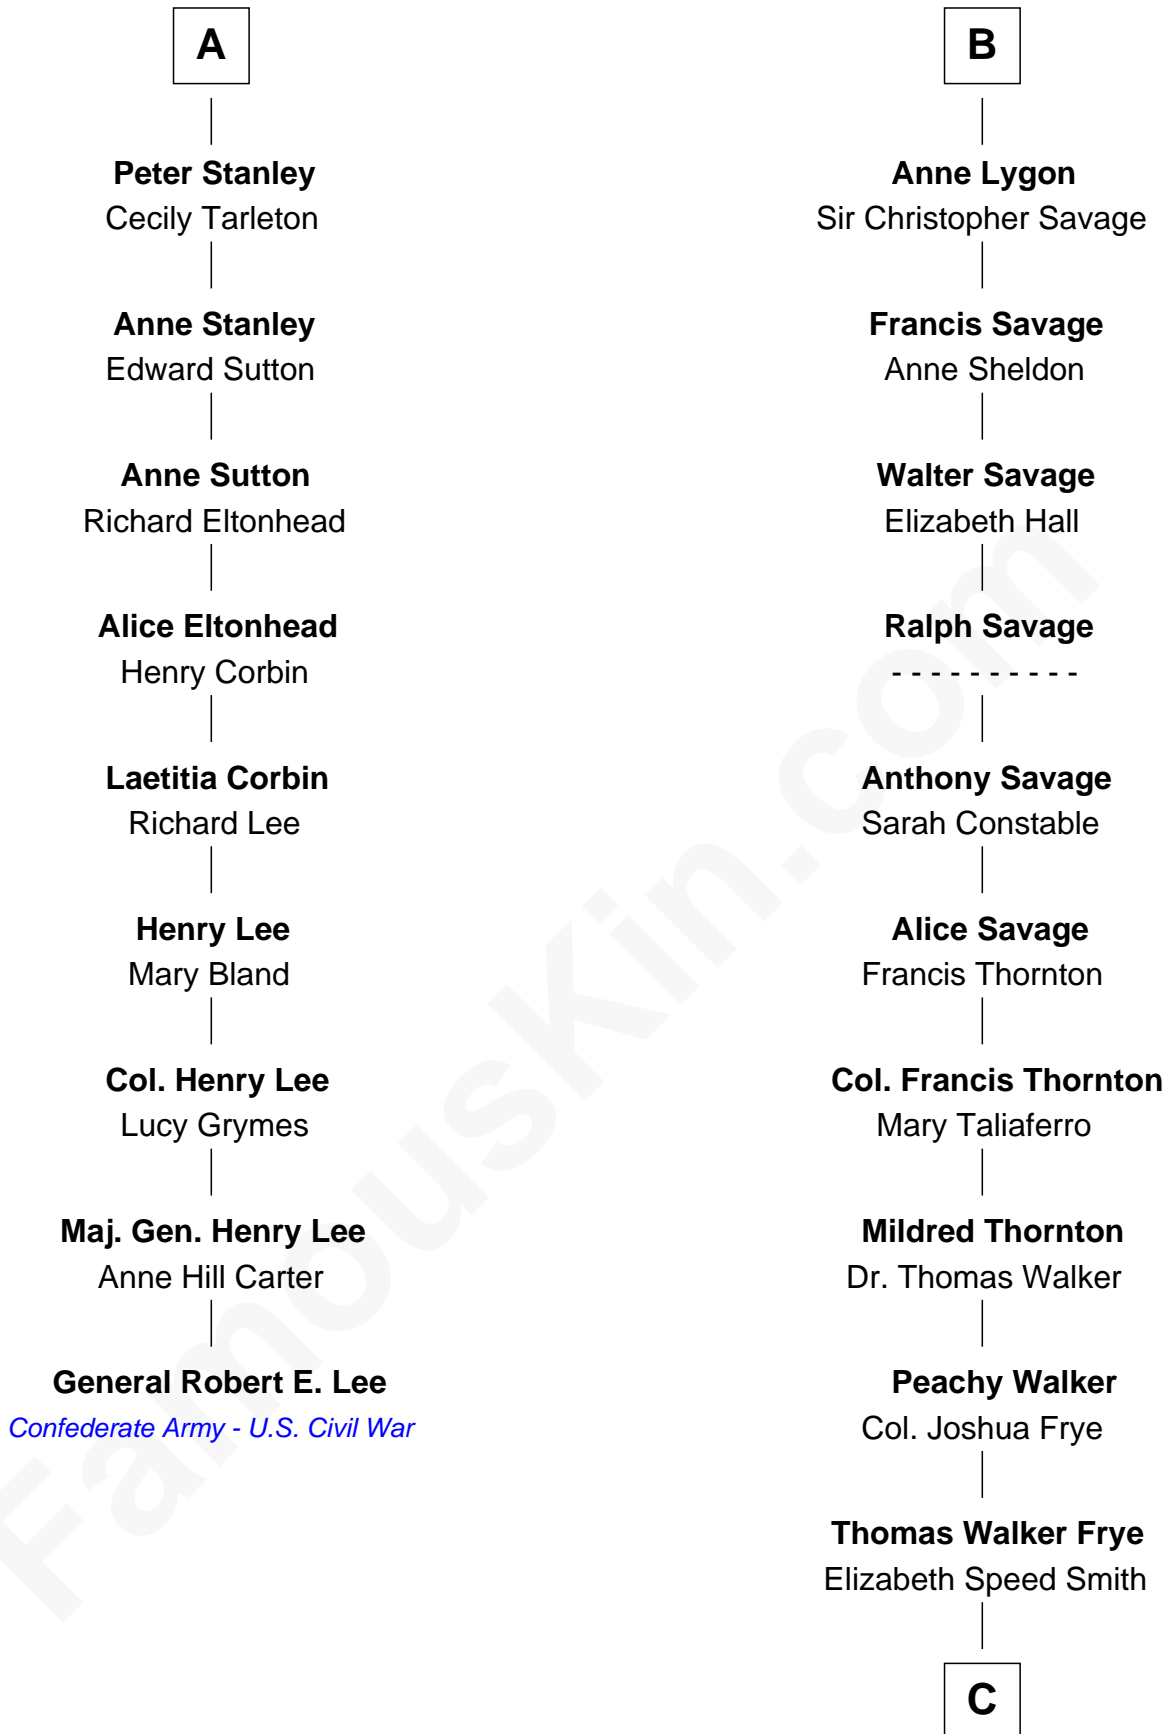 A
Peter Stanley
Cecily Tarleton
Anne Stanley
Edward Sutton
Anne Sutton
Richard Eltonhead
Alice Eltonhead
Henry Corbin
Laetitia Corbin
Richard Lee
Henry Lee
Mary Bland
Col. Henry Lee
Lucy Grymes
Maj. Gen. Henry Lee
Anne Hill Carter
General Robert E. Lee
Confederate Army - U.S. Civil War
B
Anne Lygon
Sir Christopher Savage
Francis Savage
Anne Sheldon
Walter Savage
Elizabeth Hall
Ralph Savage
- - - - - - - - - -
Anthony Savage
Sarah Constable
Alice Savage
Francis Thornton
Col. Francis Thornton
Mary Taliaferro
Mildred Thornton
Dr. Thomas Walker
Peachy Walker
Col. Joshua Frye
Thomas Walker Frye
Elizabeth Speed Smith
C
FamousKin.com